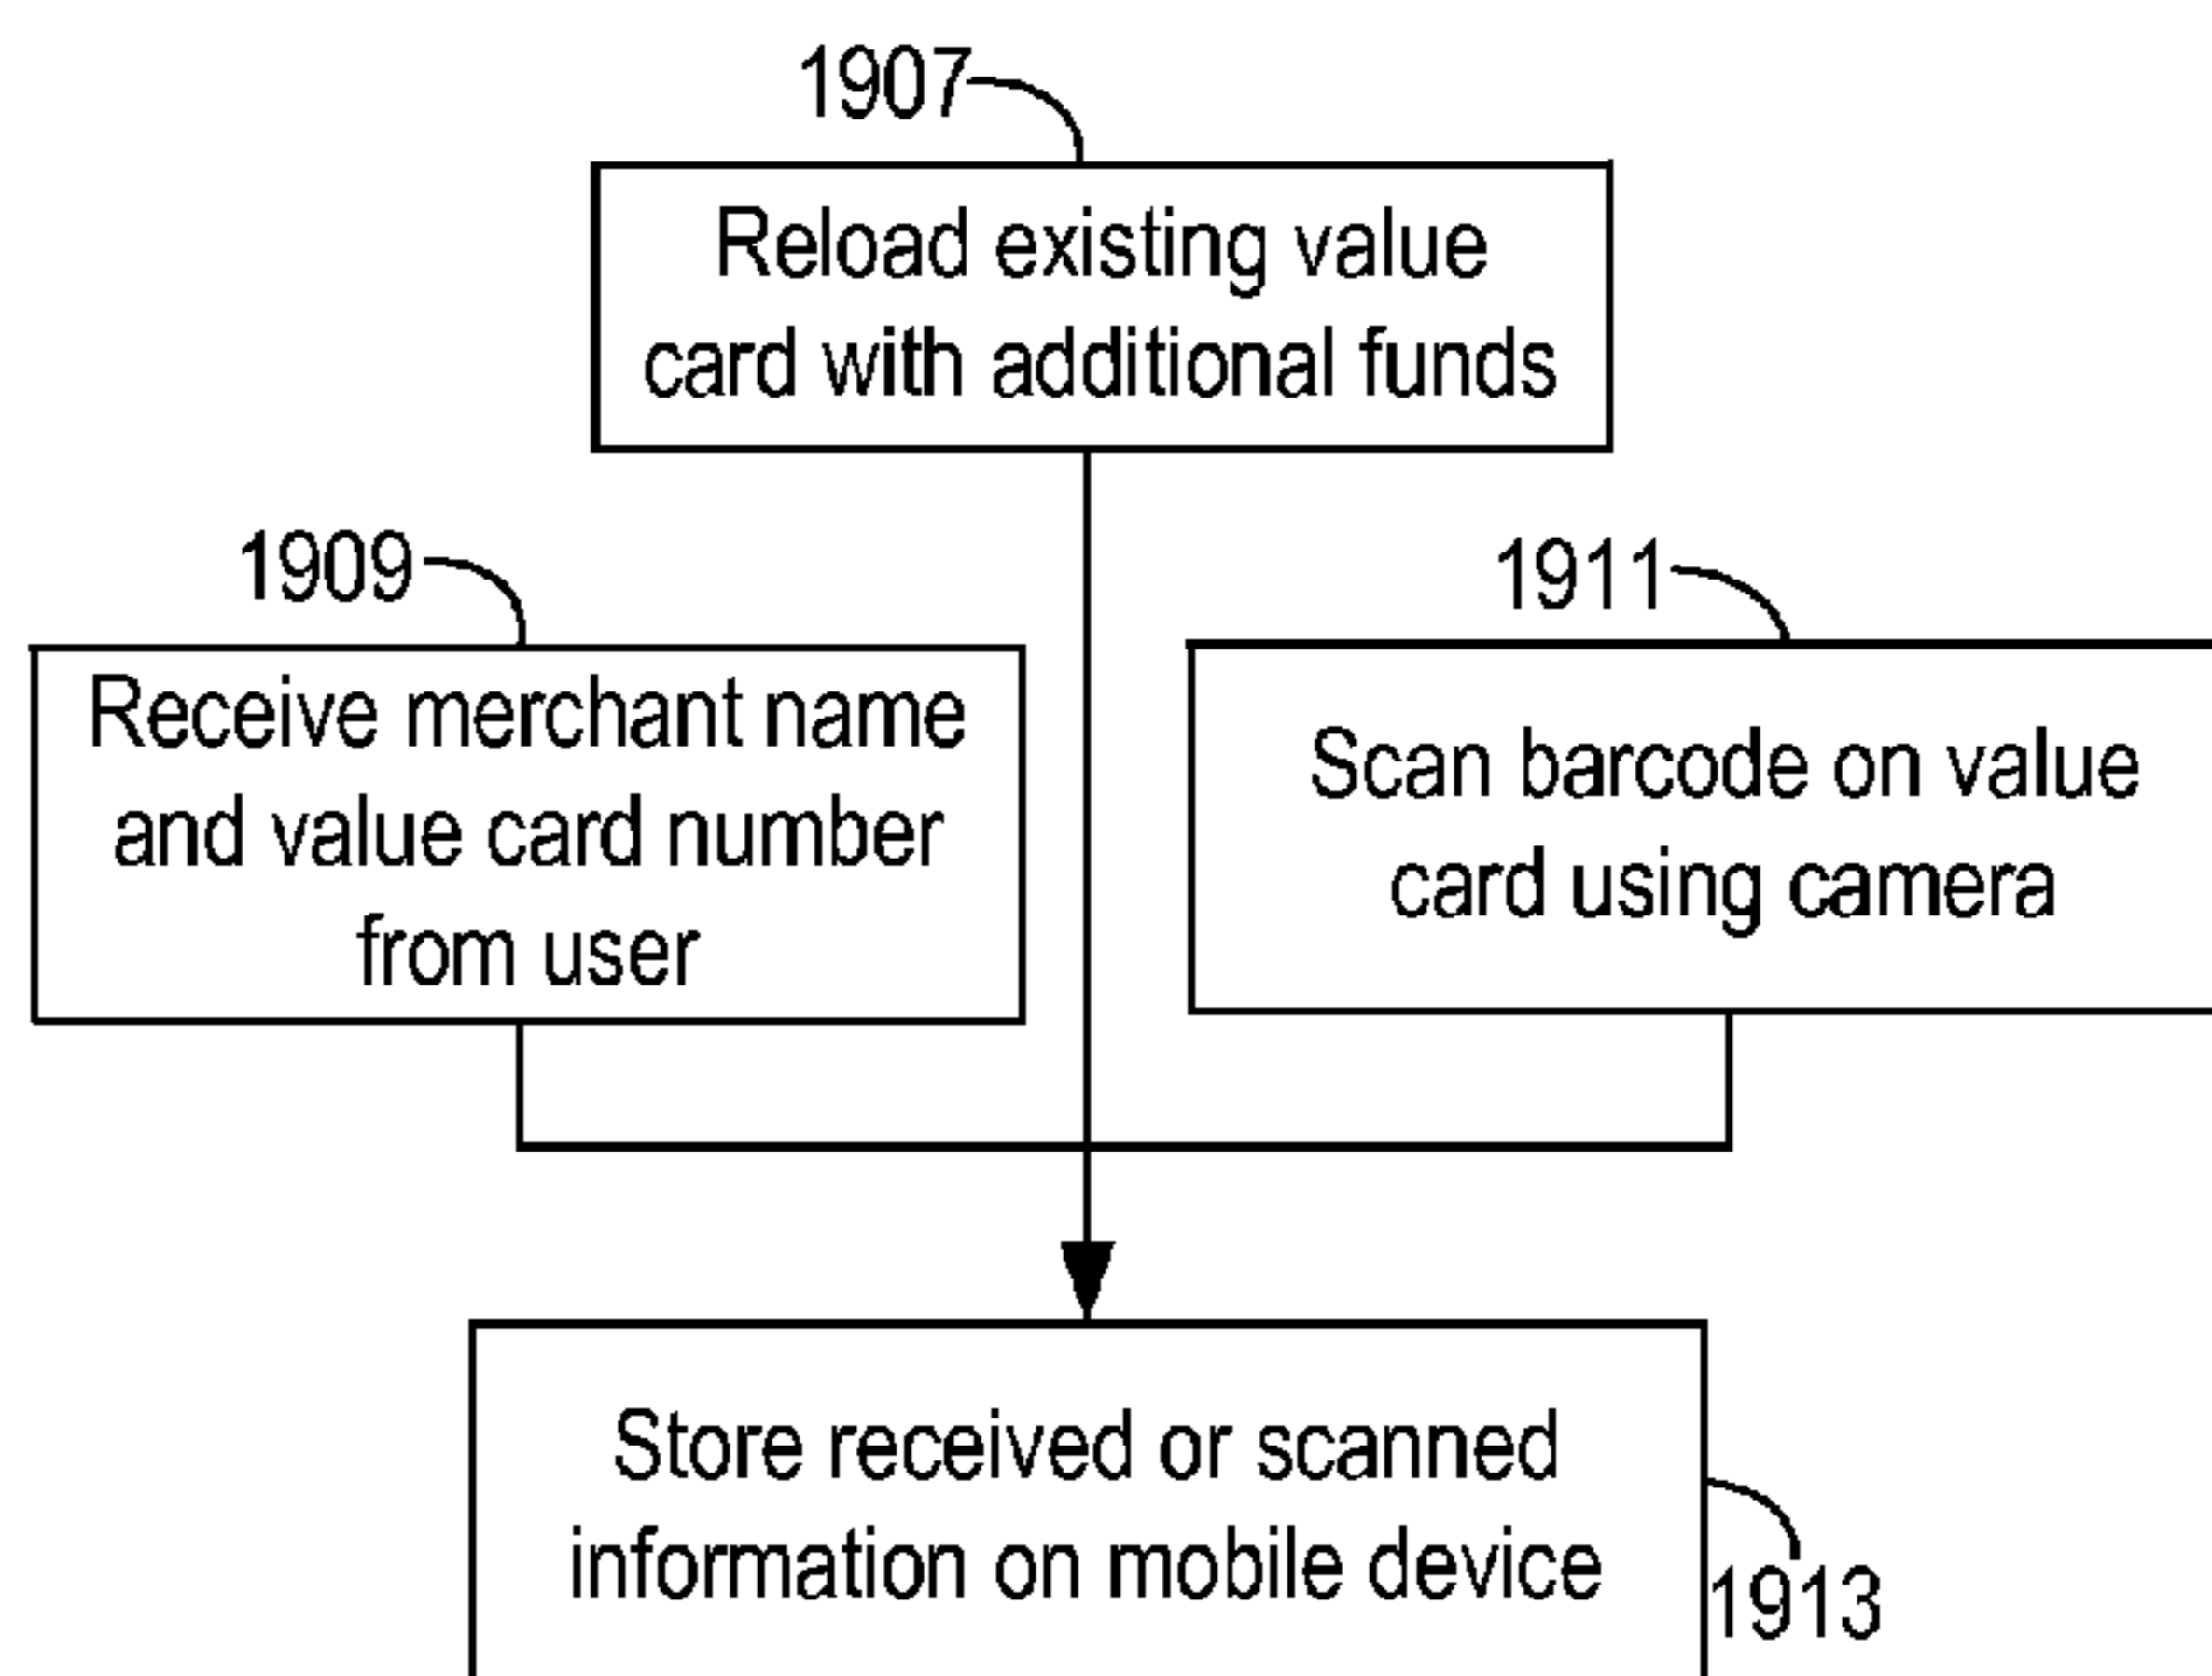 1907
Reload existing value
card with additional funds
1909
Receive merchant name
and value card number
from user
1911
Scan barcode on value
card using camera
Store received or scanned
information on mobile device
1913